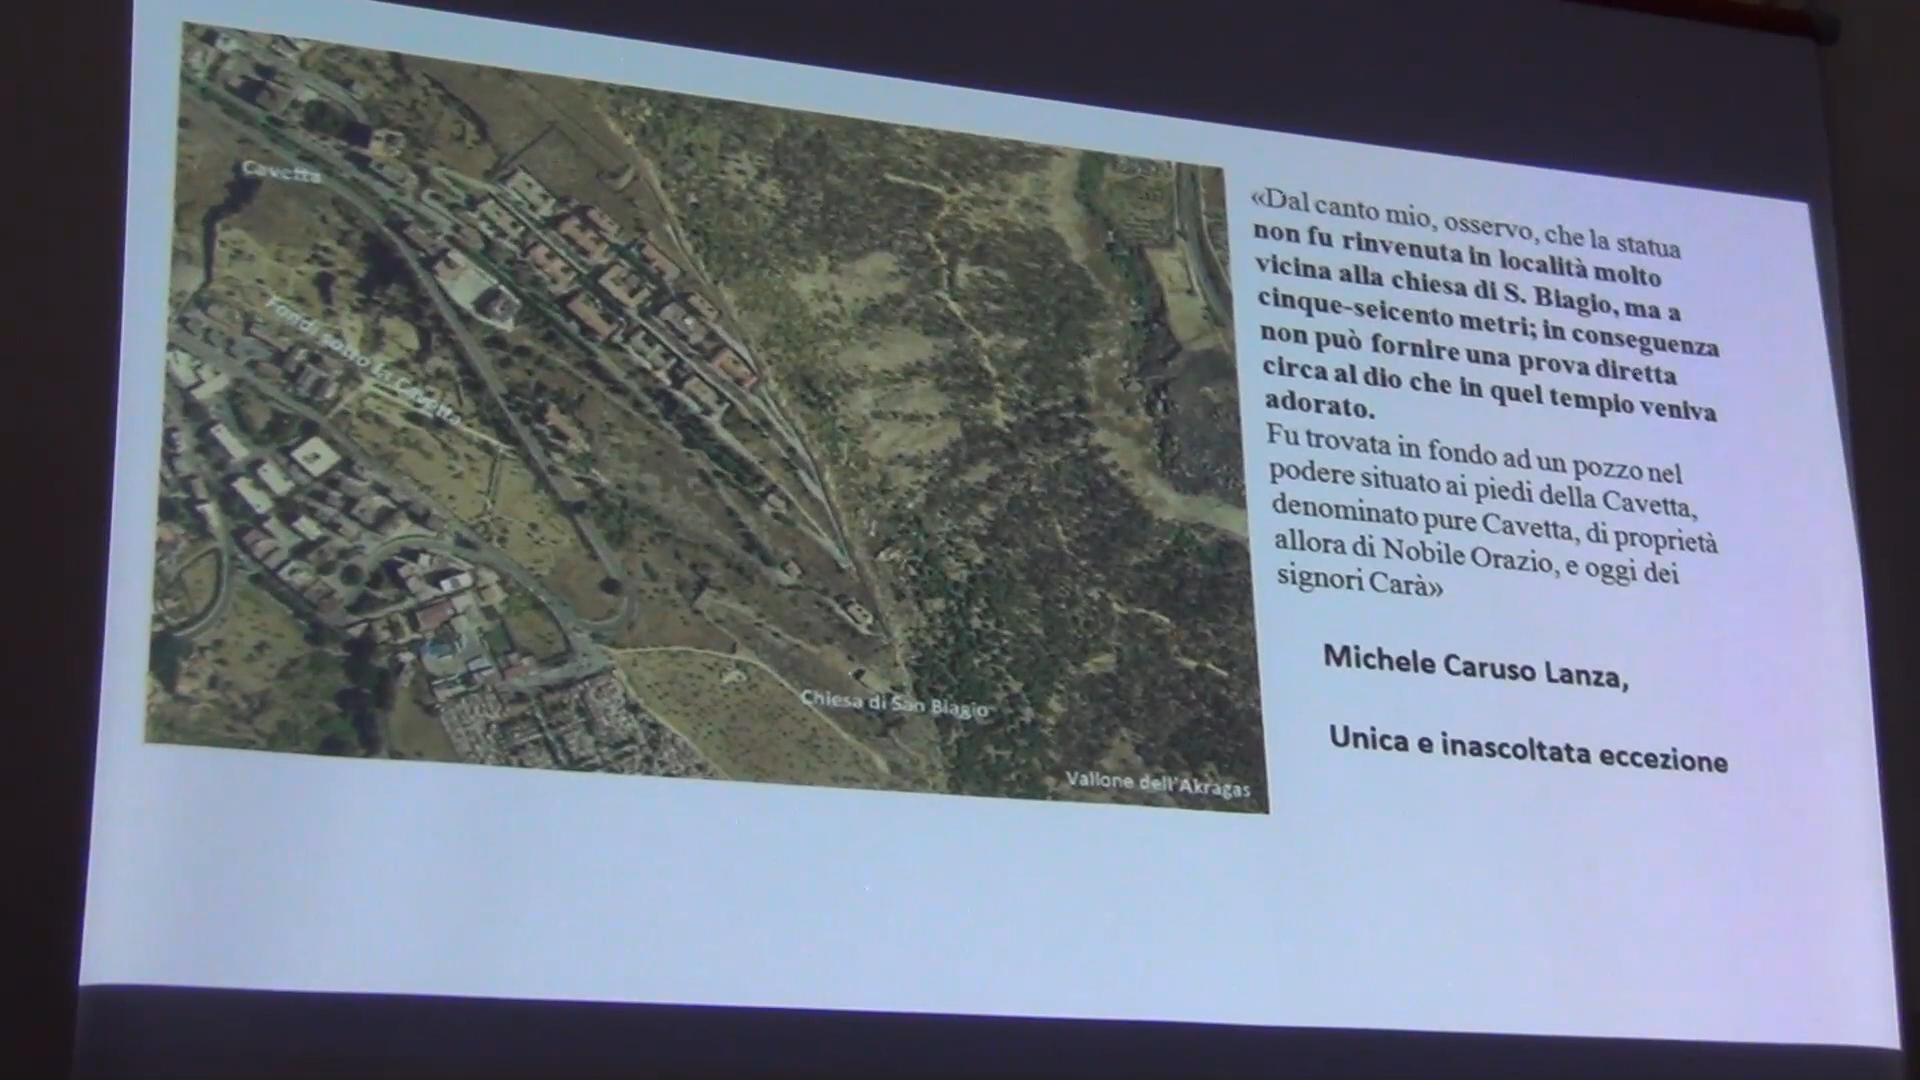 Cavetta
Fondi sotto la Cavetta
Chiesa di San Biagio
Vallone dell'Akragas
«Dal canto mio, osservo, che la statua
non fu rinvenuta in località molto
vicina alla chiesa di S. Biagio, ma a
cinque-seicento metri; in conseguenza
non può fornire una prova diretta
circa al dio che in quel tempio veniva
adorato.
Fu trovata in fondo ad un pozzo nel
podere situato ai piedi della Cavetta,
denominato pure Cavetta, di proprietà
allora di Nobile Orazio, e oggi dei
signori Carà»
Michele Caruso Lanza,
Unica e inascoltata eccezione